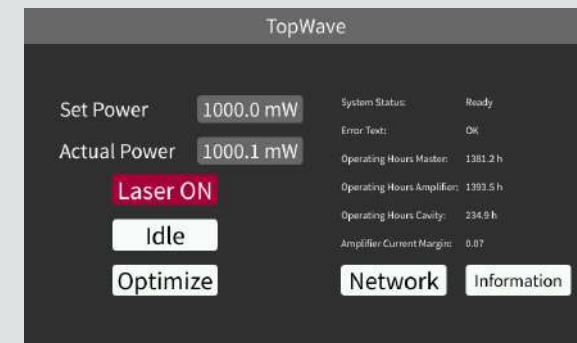 TopWave
Set Power 1000.0 mW
Actual Power 1000.1 mW
Laser ON
Idle
Optimize
System Status: Ready
Error Text: OK
Operating Hours Master: 1381.2 h
Operating Hours Amplifier: 1393.5 h
Operating Hours Cavity: 234.9 h
Amplifier Current Margin: 0.07
Network Information